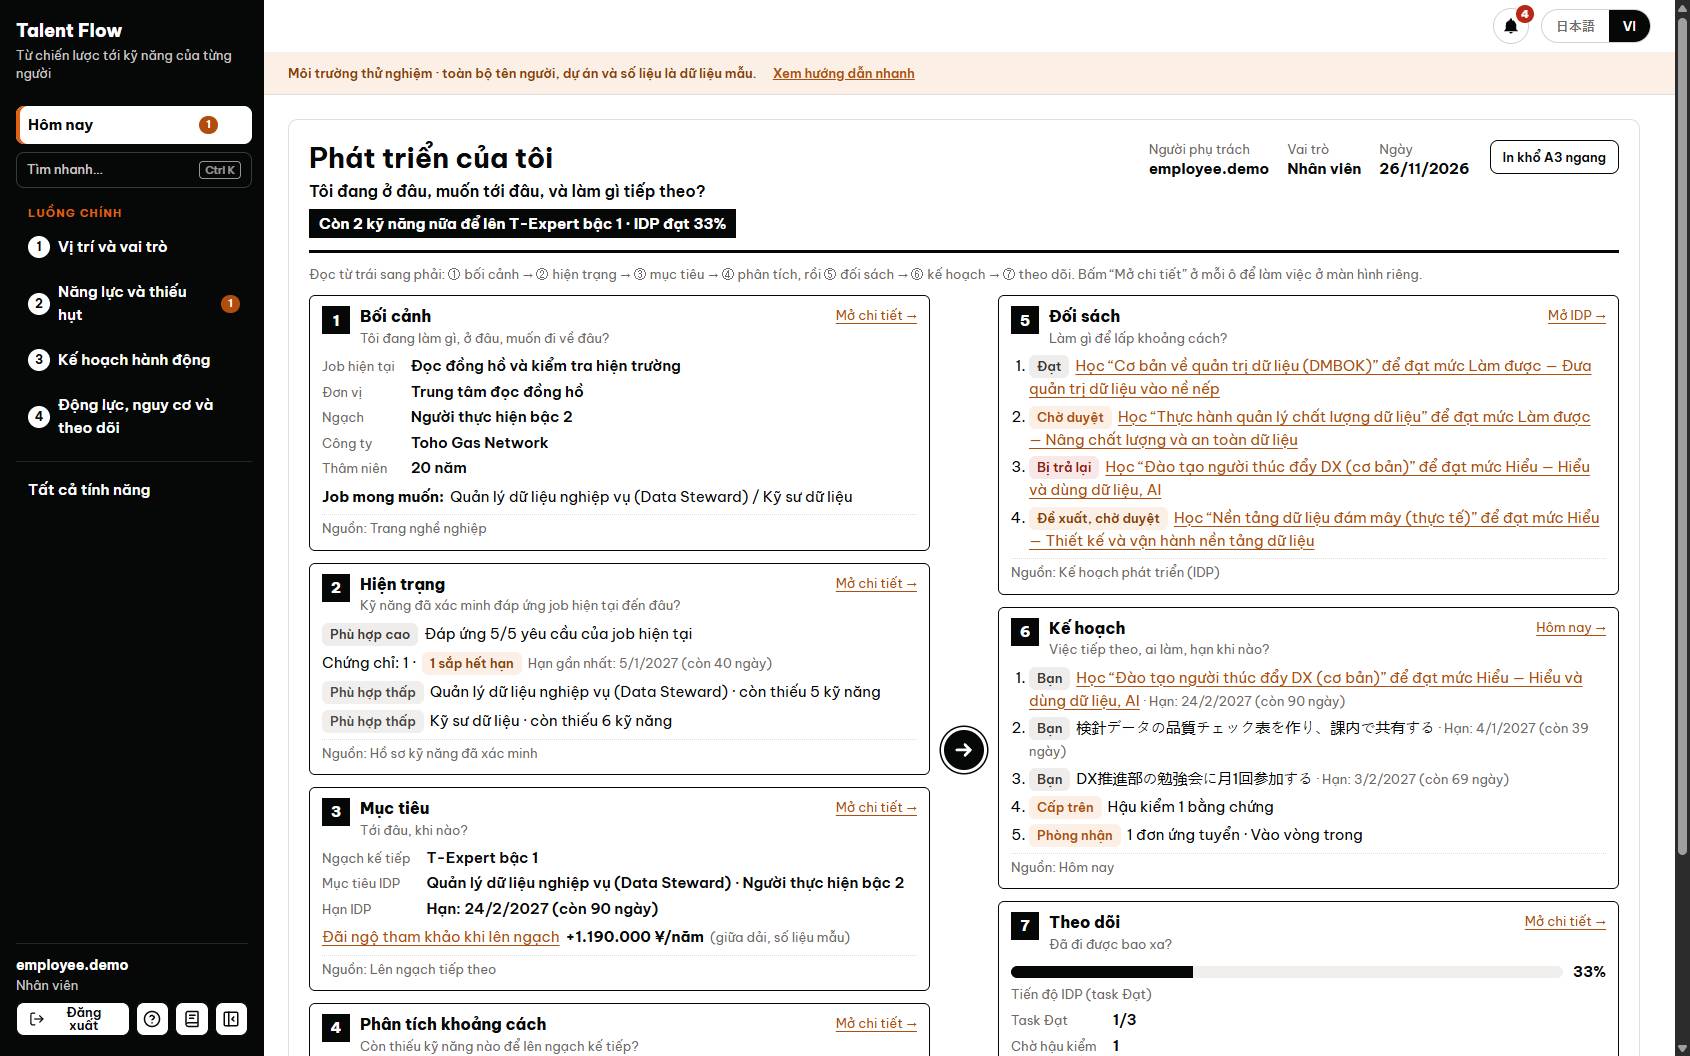 Talent Flow
Từ chiến lược tới kỹ năng của từng
người
Hôm nay 1
Tìm nhanh... Ctrl K
LUỒNG CHÍNH
1 Vị trí và vai trò
2 Năng lực và thiếu
hụt 1
3 Kế hoạch hành động
4 Động lực, nguy cơ và
theo dõi
Tất cả tính năng
employee.demo
Nhân viên
Đăng
xuất
4
日本語 VI
Môi trường thử nghiệm · toàn bộ tên người, dự án và số liệu là dữ liệu mẫu. Xem hướng dẫn nhanh
Phát triển của tôi
Tôi đang ở đâu, muốn tới đâu, và làm gì tiếp theo?
Còn 2 kỹ năng nữa để lên T-Expert bậc 1 · IDP đạt 33%
Người phụ trách
employee.demo
Vai trò
Nhân viên
Ngày
26/11/2026
In khổ A3 ngang
Đọc từ trái sang phải: ① bối cảnh → ② hiện trạng → ③ mục tiêu → ④ phân tích, rồi ⑤ đối sách → ⑥ kế hoạch → ⑦ theo dõi. Bấm “Mở chi tiết” ở mỗi ô để làm việc ở màn hình riêng.
1 Bối cảnh Mở chi tiết →
Tôi đang làm gì, ở đâu, muốn đi về đâu?
Job hiện tại Đọc đồng hồ và kiểm tra hiện trường
Đơn vị Trung tâm đọc đồng hồ
Ngạch Người thực hiện bậc 2
Công ty Toho Gas Network
Thâm niên 20 năm
Job mong muốn: Quản lý dữ liệu nghiệp vụ (Data Steward) / Kỹ sư dữ liệu
Nguồn: Trang nghề nghiệp
2 Hiện trạng Mở chi tiết →
Kỹ năng đã xác minh đáp ứng job hiện tại đến đâu?
Phù hợp cao Đáp ứng 5/5 yêu cầu của job hiện tại
Chứng chỉ: 1 · 1 sắp hết hạn Hạn gần nhất: 5/1/2027 (còn 40 ngày)
Phù hợp thấp Quản lý dữ liệu nghiệp vụ (Data Steward) · còn thiếu 5 kỹ năng
Phù hợp thấp Kỹ sư dữ liệu · còn thiếu 6 kỹ năng
Nguồn: Hồ sơ kỹ năng đã xác minh
3 Mục tiêu Mở chi tiết →
Tới đâu, khi nào?
Ngạch kế tiếp T-Expert bậc 1
Mục tiêu IDP Quản lý dữ liệu nghiệp vụ (Data Steward) · Người thực hiện bậc 2
Hạn IDP Hạn: 24/2/2027 (còn 90 ngày)
Đãi ngộ tham khảo khi lên ngạch +1.190.000 ¥/năm (giữa dải, số liệu mẫu)
Nguồn: Lên ngạch tiếp theo
4 Phân tích khoảng cách Mở chi tiết →
Còn thiếu kỹ năng nào để lên ngạch kế tiếp?
5 Đối sách Mở IDP →
Làm gì để lấp khoảng cách?
1. Đạt Học “Cơ bản về quản trị dữ liệu (DMBOK)” để đạt mức Làm được — Đưa
quản trị dữ liệu vào nề nếp
2. Chờ duyệt Học “Thực hành quản lý chất lượng dữ liệu” để đạt mức Làm được
— Nâng chất lượng và an toàn dữ liệu
3. Bị trả lại Học “Đào tạo người thúc đẩy DX (cơ bản)” để đạt mức Hiểu — Hiểu
và dùng dữ liệu, AI
4. Đề xuất, chờ duyệt Học “Nền tảng dữ liệu đám mây (thực tế)” để đạt mức Hiểu
— Thiết kế và vận hành nền tảng dữ liệu
Nguồn: Kế hoạch phát triển (IDP)
6 Kế hoạch Hôm nay →
Việc tiếp theo, ai làm, hạn khi nào?
1. Bạn Học “Đào tạo người thúc đẩy DX (cơ bản)” để đạt mức Hiểu — Hiểu và
dùng dữ liệu, AI · Hạn: 24/2/2027 (còn 90 ngày)
2. Bạn 検針データの品質チェック表を作り、課内で共有する · Hạn: 4/1/2027 (còn 39
ngày)
3. Bạn DX推進部の勉強会に月1回参加する · Hạn: 3/2/2027 (còn 69 ngày)
4. Cấp trên Hậu kiểm 1 bằng chứng
5. Phòng nhận 1 đơn ứng tuyển · Vào vòng trong
Nguồn: Hôm nay
7 Theo dõi Mở chi tiết →
Đã đi được bao xa?
33%
Tiến độ IDP (task Đạt)
Task Đạt 1/3
Chờ hậu kiểm 1